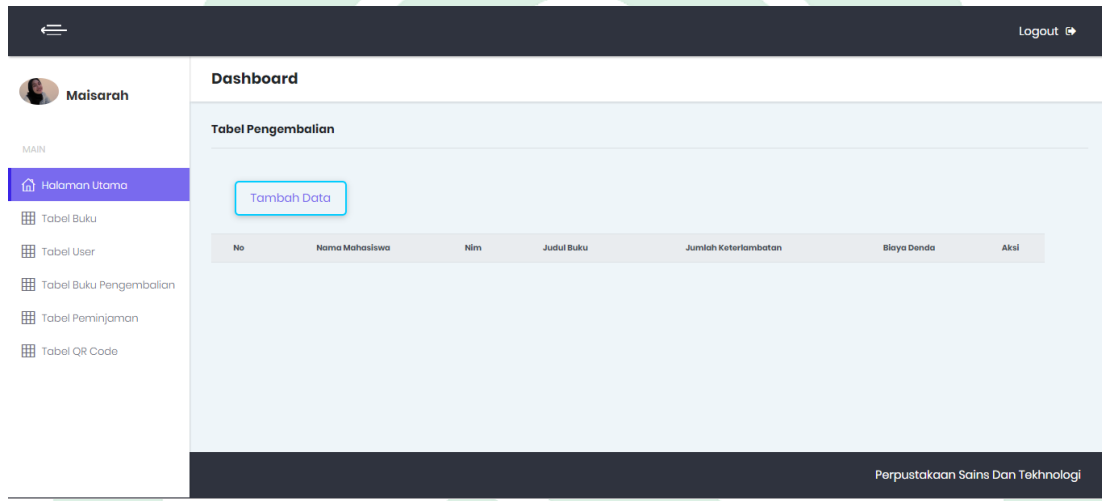 Logout
Maisarah
Dashboard
MAIN
Halaman Utama
Tabel Buku
Tabel User
Tabel Buku Pengembalian
Tabel Peminjaman
Tabel QR Code
Tabel Pengembalian
Tambah Data
No Nama Mahasiswa Nim Judul Buku Jumlah Keterlambatan Biaya Denda Aksi
Perpustakaan Sains Dan Tekhnologi